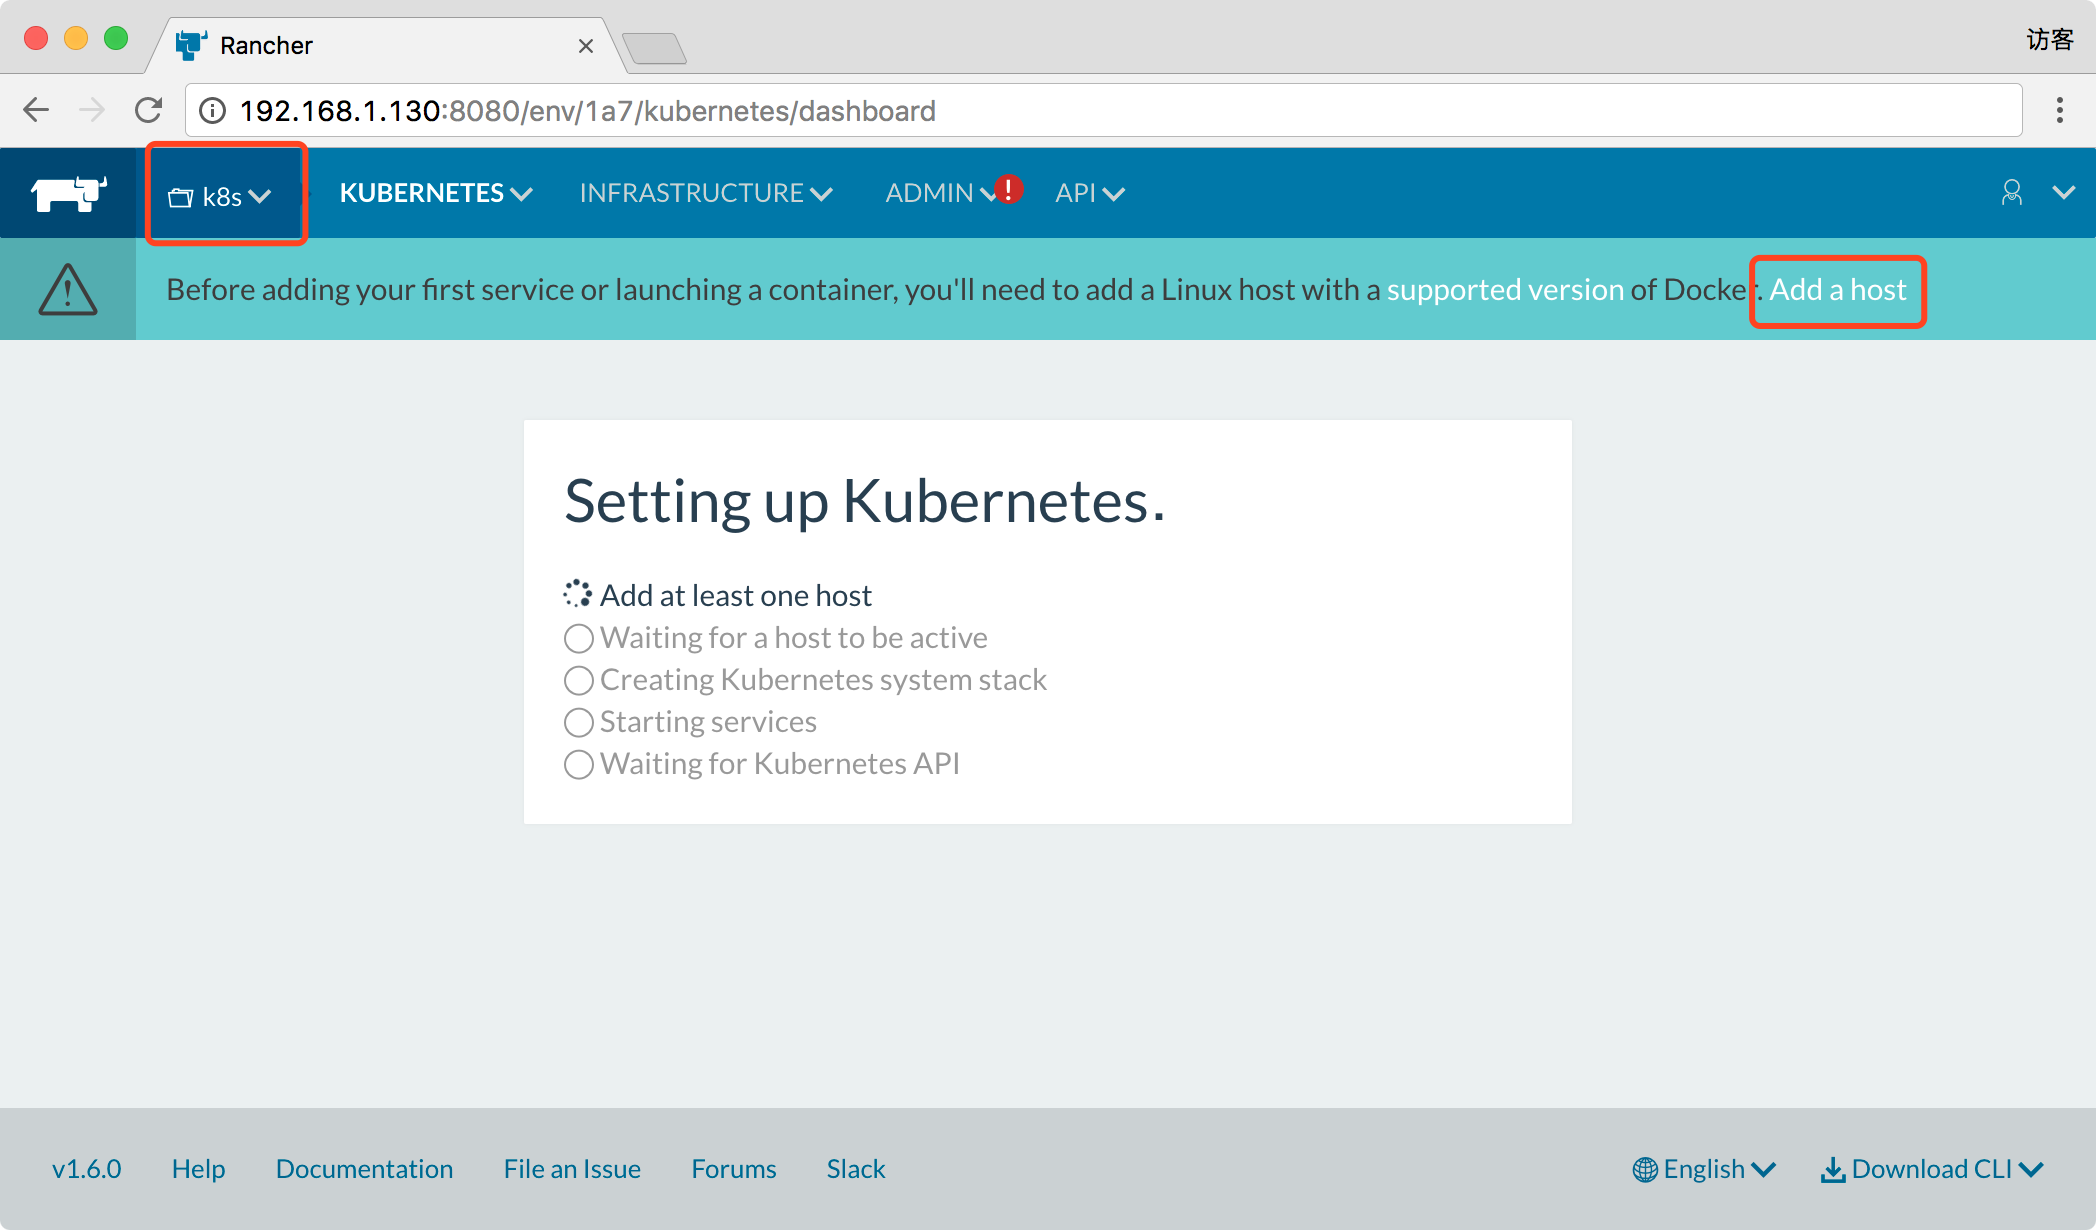 Rancher
访客
192.168.1.130:8080/env/1a7/kubernetes/dashboard
k8s KUBERNETES INFRASTRUCTURE ADMIN ! API
Before adding your first service or launching a container, you'll need to add a Linux host with a supported version of Docker. Add a host
Setting up Kubernetes.
Add at least one host
Waiting for a host to be active
Creating Kubernetes system stack
Starting services
Waiting for Kubernetes API
v1.6.0 Help Documentation File an Issue Forums Slack English Download CLI